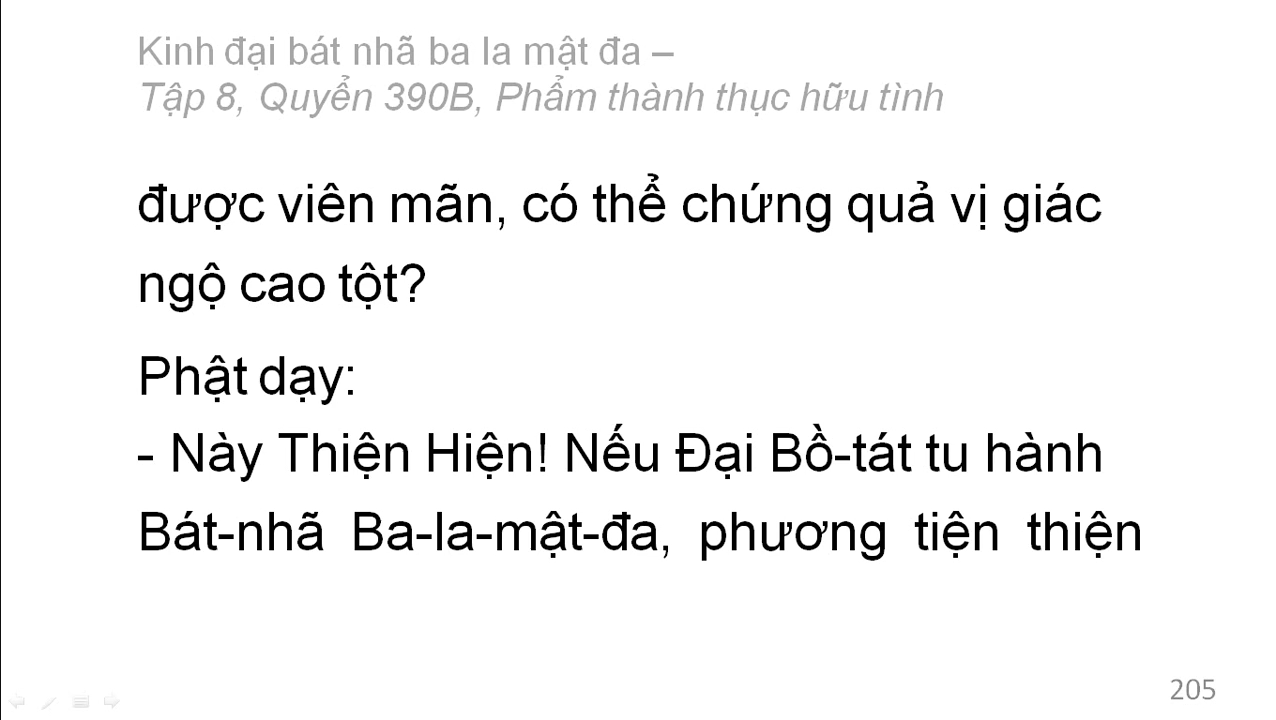 Kinh đại bát nhã ba la mật đa –
Tập 8, Quyển 390B, Phẩm thành thục hữu tình
được viên mãn, có thể chứng quả vị giác
ngộ cao tột?
Phật dạy:
- Này Thiện Hiện! Nếu Đại Bồ-tát tu hành
Bát-nhã Ba-la-mật-đa, phương tiện thiện
205